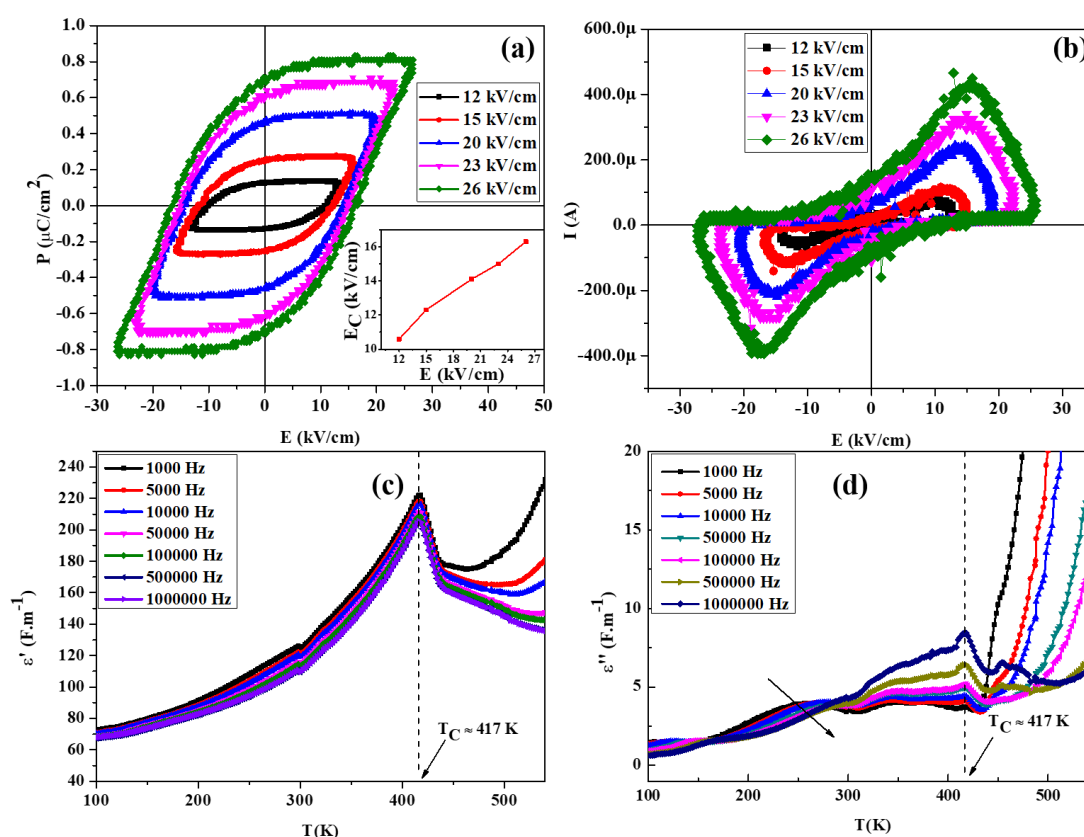 (a)
12 kV/cm
15 kV/cm
20 kV/cm
23 kV/cm
26 kV/cm
P (μC/cm²)
1.0
0.8
0.6
0.4
0.2
0.0
-0.2
-0.4
-0.6
-0.8
-1.0
-30 -20 -10 0 10 20 30 40 50
E (kV/cm)
E_C (kV/cm)
16
14
12
10
12 15 18 21 24 27
E (kV/cm)
(b)
12 kV/cm
15 kV/cm
20 kV/cm
23 kV/cm
26 kV/cm
I (A)
600.0μ
400.0μ
200.0μ
0.0
-200.0μ
-400.0μ
-30 -20 -10 0 10 20 30
E (kV/cm)
(c)
1000 Hz
5000 Hz
10000 Hz
50000 Hz
100000 Hz
500000 Hz
1000000 Hz
ε' (F.m⁻¹)
240
220
200
180
160
140
120
100
80
60
40
T_C ≈ 417 K
100 200 300 400 500
T(K)
(d)
1000 Hz
5000 Hz
10000 Hz
50000 Hz
100000 Hz
500000 Hz
1000000 Hz
ε'' (F.m⁻¹)
20
15
10
5
0
T_C ≈ 417 K
100 200 300 400 500
T(K)